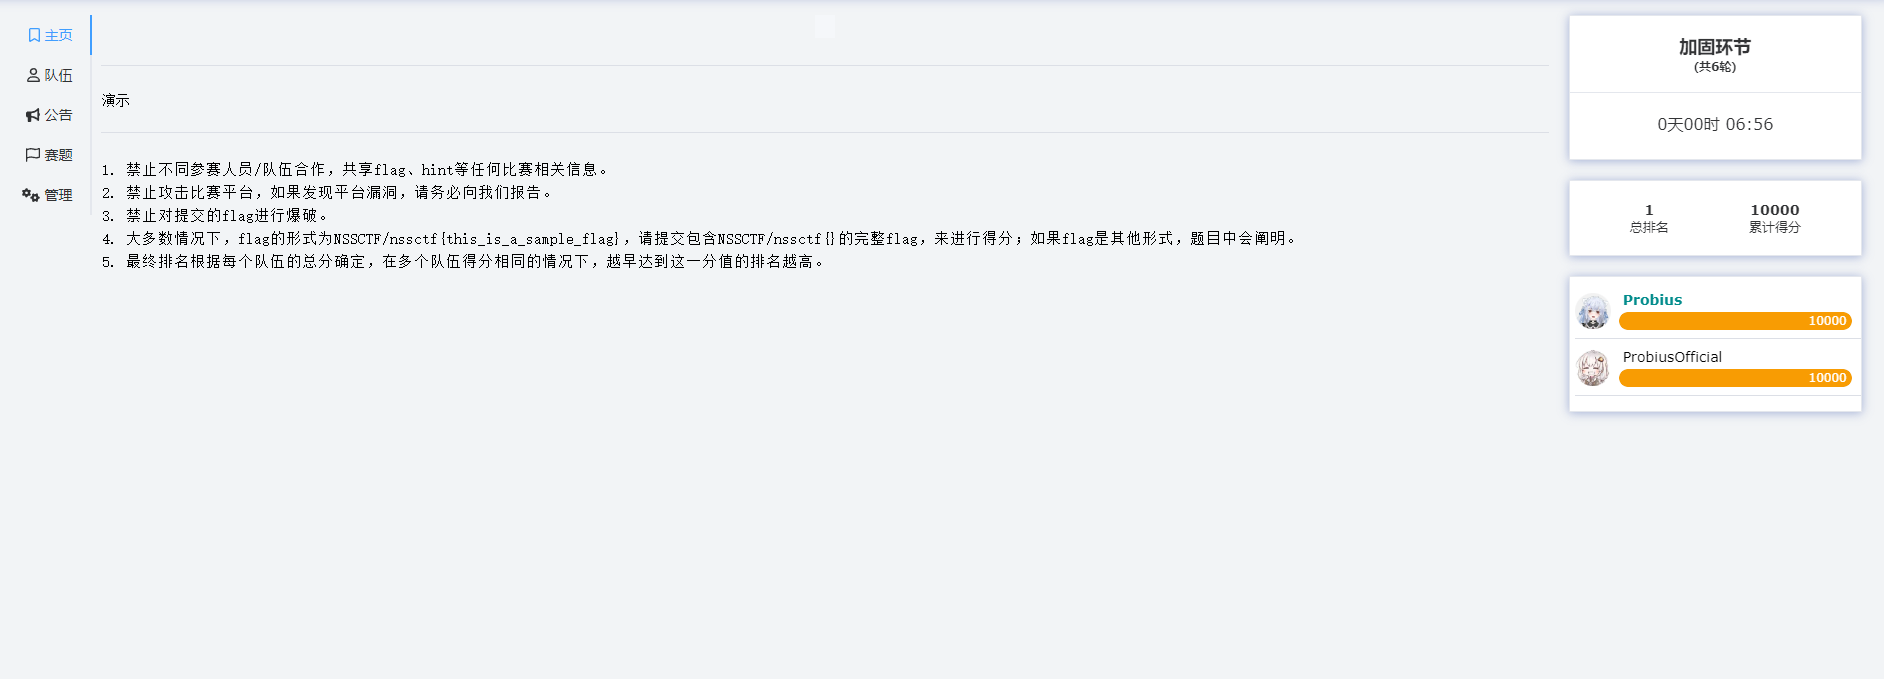 主页
队伍
公告
赛题
管理
演示
1. 禁止不同参赛人员/队伍合作，共享flag、hint等任何比赛相关信息。
2. 禁止攻击比赛平台，如果发现平台漏洞，请务必向我们报告。
3. 禁止对提交的flag进行爆破。
4. 大多数情况下，flag的形式为NSSCTF/nssctf{this_is_a_sample_flag}，请提交包含NSSCTF/nssctf{}的完整flag，来进行得分；如果flag是其他形式，题目中会阐明。
5. 最终排名根据每个队伍的总分确定，在多个队伍得分相同的情况下，越早达到这一分值的排名越高。
加固环节
(共6轮)
0天00时 06:56
1 10000
总排名 累计得分
Probius
10000
ProbiusOfficial
10000